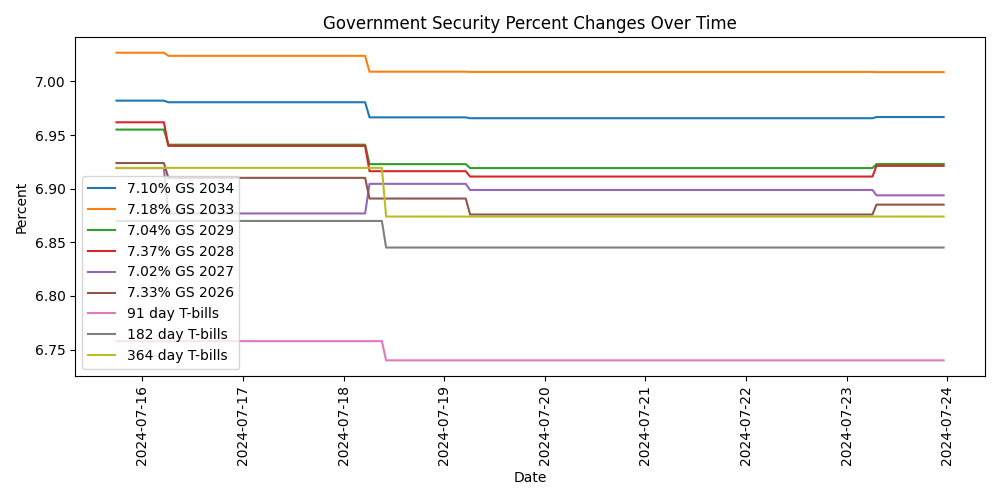 Government Security Percent Changes Over Time
Percent
7.00
6.95
6.90
6.85
6.80
6.75
7.10% GS 2034
7.18% GS 2033
7.04% GS 2029
7.37% GS 2028
7.02% GS 2027
7.33% GS 2026
91 day T-bills
182 day T-bills
364 day T-bills
2024-07-16
2024-07-17
2024-07-18
2024-07-19
2024-07-20
2024-07-21
2024-07-22
2024-07-23
2024-07-24
Date